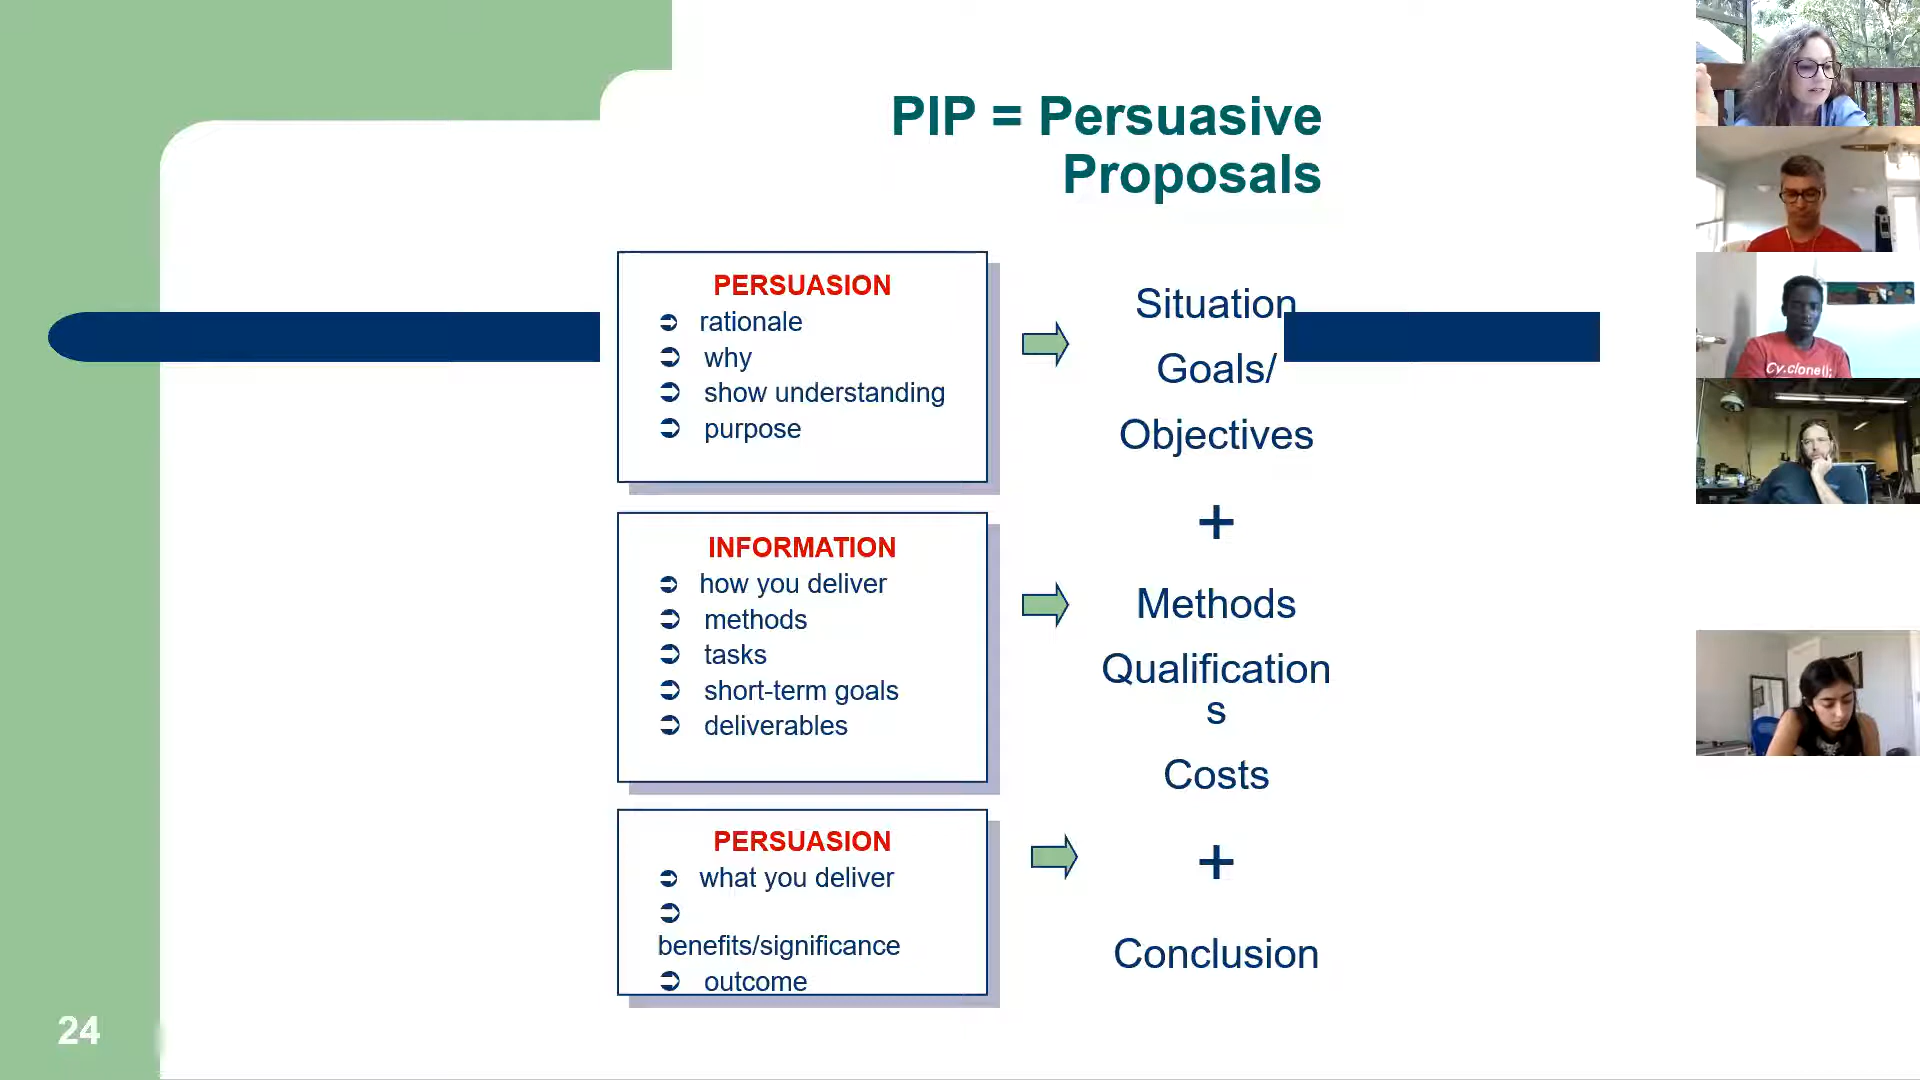 PIP = Persuasive
Proposals
PERSUASION
➲ rationale
➲ why
➲ show understanding
➲ purpose
Situation
Goals/
Objectives
+
INFORMATION
➲ how you deliver
➲ methods
➲ tasks
➲ short-term goals
➲ deliverables
Methods
Qualification
s
Costs
+
PERSUASION
➲ what you deliver
➲
benefits/significance
➲ outcome
Conclusion
24
Cy.clone();